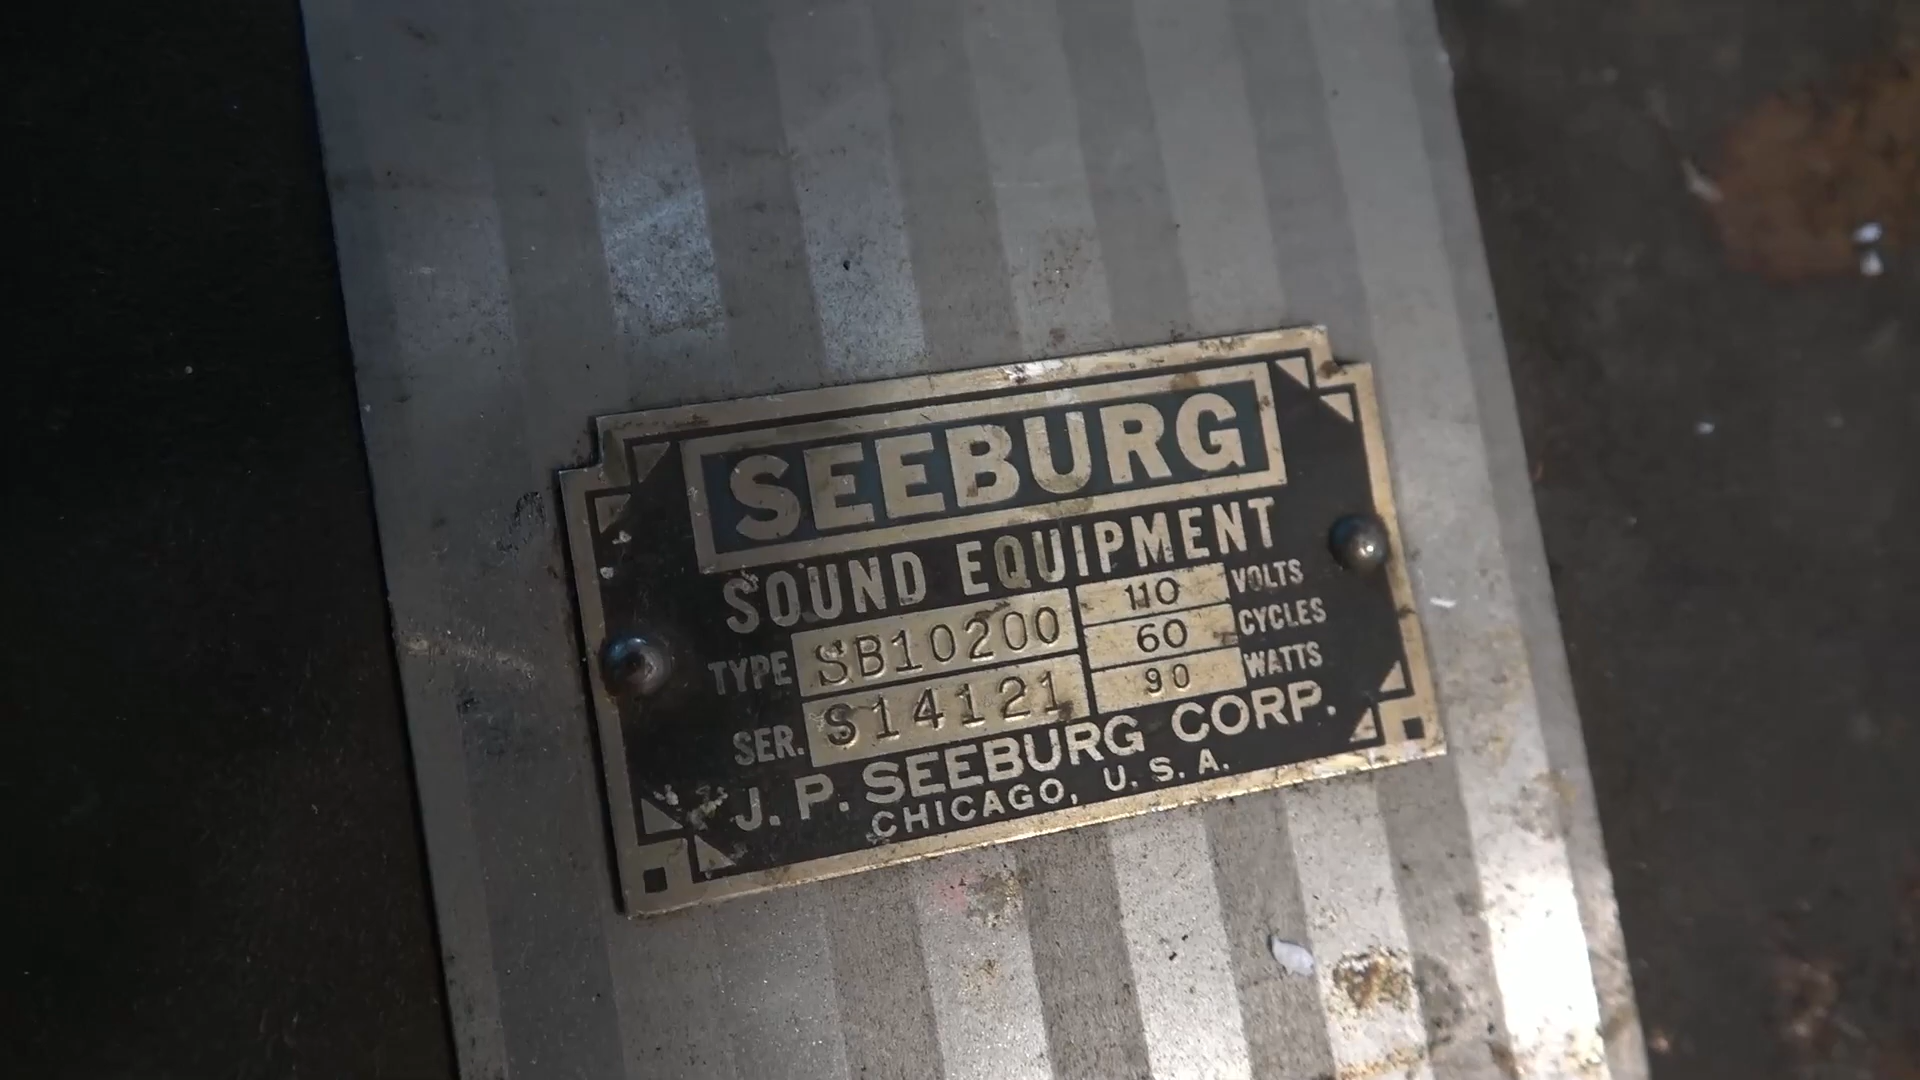 SEEBURG
SOUND EQUIPMENT
TYPE SB10200 110 VOLTS
60 CYCLES
SER. S14121 90 WATTS
J. P. SEEBURG CORP.
CHICAGO, U. S. A.